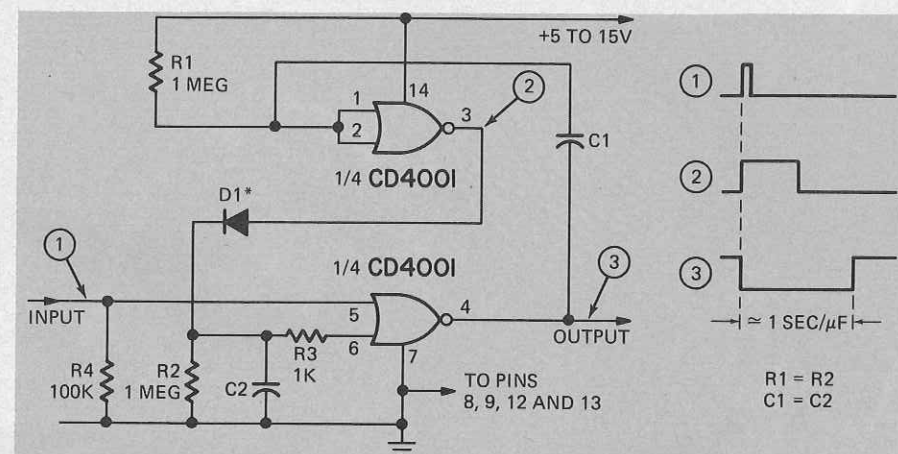 +5 TO 15V
R1
1 MEG
14
1
2
3
②
C1
1/4 CD4001
D1*
①
1/4 CD4001
③
INPUT
5
6
4
OUTPUT
R4
100K
R2
1 MEG
C2
R3
1K
7
TO PINS
8, 9, 12 AND 13
①
②
③
≃ 1 SEC/μF
R1 = R2
C1 = C2